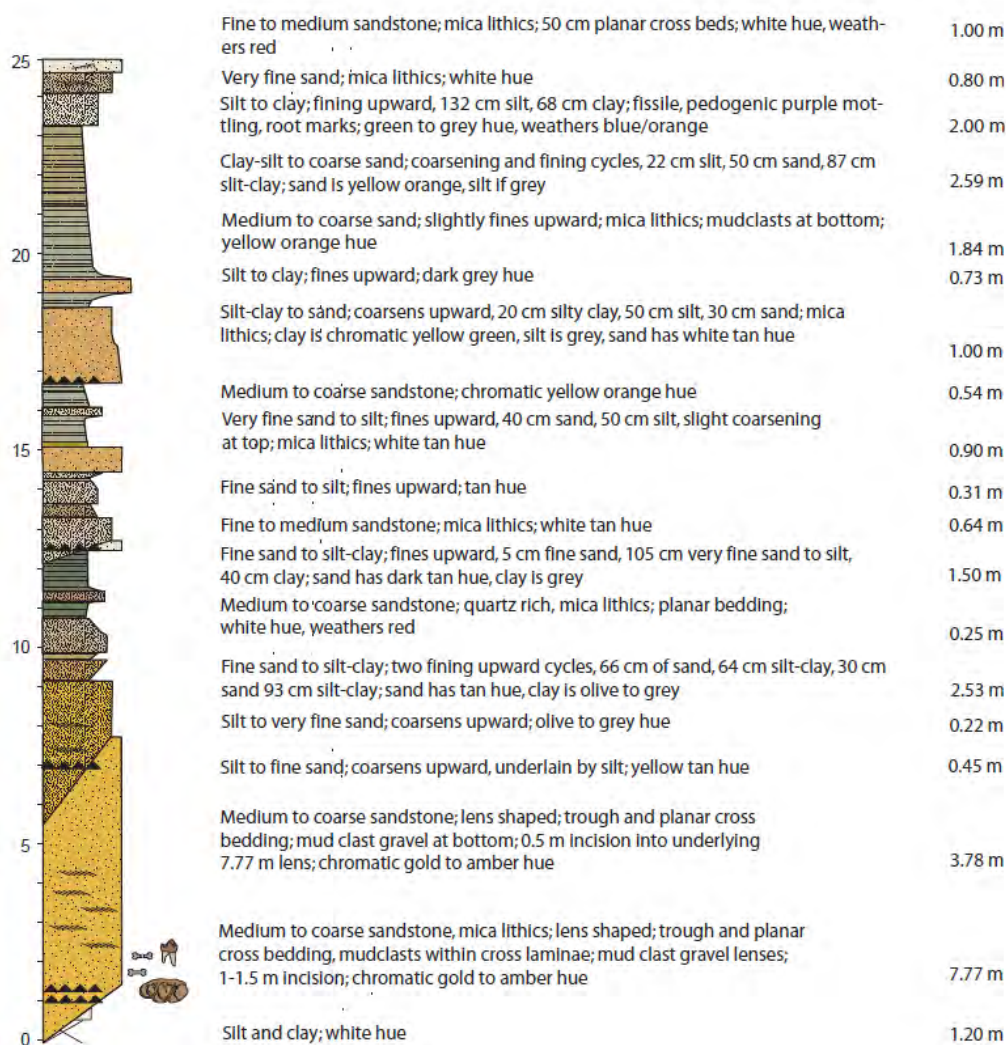 Fine to medium sandstone; mica lithics; 50 cm planar cross beds; white hue, weath-
ers red
1.00 m
25
Very fine sand; mica lithics; white hue
0.80 m
Silt to clay; fining upward, 132 cm silt, 68 cm clay; fissile, pedogenic purple mot-
tling, root marks; green to grey hue, weathers blue/orange
2.00 m
Clay-silt to coarse sand; coarsening and fining cycles, 22 cm slit, 50 cm sand, 87 cm
slit-clay; sand is yellow orange, silt if grey
2.59 m
Medium to coarse sand; slightly fines upward; mica lithics; mudclasts at bottom;
yellow orange hue
1.84 m
20
Silt to clay; fines upward; dark grey hue
0.73 m
Silt-clay to sand; coarsens upward, 20 cm silty clay, 50 cm silt, 30 cm sand; mica
lithics; clay is chromatic yellow green, silt is grey, sand has white tan hue
1.00 m
Medium to coarse sandstone; chromatic yellow orange hue
0.54 m
Very fine sand to silt; fines upward, 40 cm sand, 50 cm silt, slight coarsening
at top; mica lithics; white tan hue
0.90 m
15
Fine sand to silt; fines upward; tan hue
0.31 m
Fine to medium sandstone; mica lithics; white tan hue
0.64 m
Fine sand to silt-clay; fines upward, 5 cm fine sand, 105 cm very fine sand to silt,
40 cm clay; sand has dark tan hue, clay is grey
1.50 m
Medium to coarse sandstone; quartz rich, mica lithics; planar bedding;
white hue, weathers red
0.25 m
10
Fine sand to silt-clay; two fining upward cycles, 66 cm of sand, 64 cm silt-clay, 30 cm
sand 93 cm silt-clay; sand has tan hue, clay is olive to grey
2.53 m
Silt to very fine sand; coarsens upward; olive to grey hue
0.22 m
Silt to fine sand; coarsens upward, underlain by silt; yellow tan hue
0.45 m
Medium to coarse sandstone; lens shaped; trough and planar cross
bedding; mud clast gravel at bottom; 0.5 m incision into underlying
7.77 m lens; chromatic gold to amber hue
3.78 m
5
Medium to coarse sandstone, mica lithics; lens shaped; trough and planar
cross bedding, mudclasts within cross laminae; mud clast gravel lenses;
1-1.5 m incision; chromatic gold to amber hue
7.77 m
Silt and clay; white hue
1.20 m
0